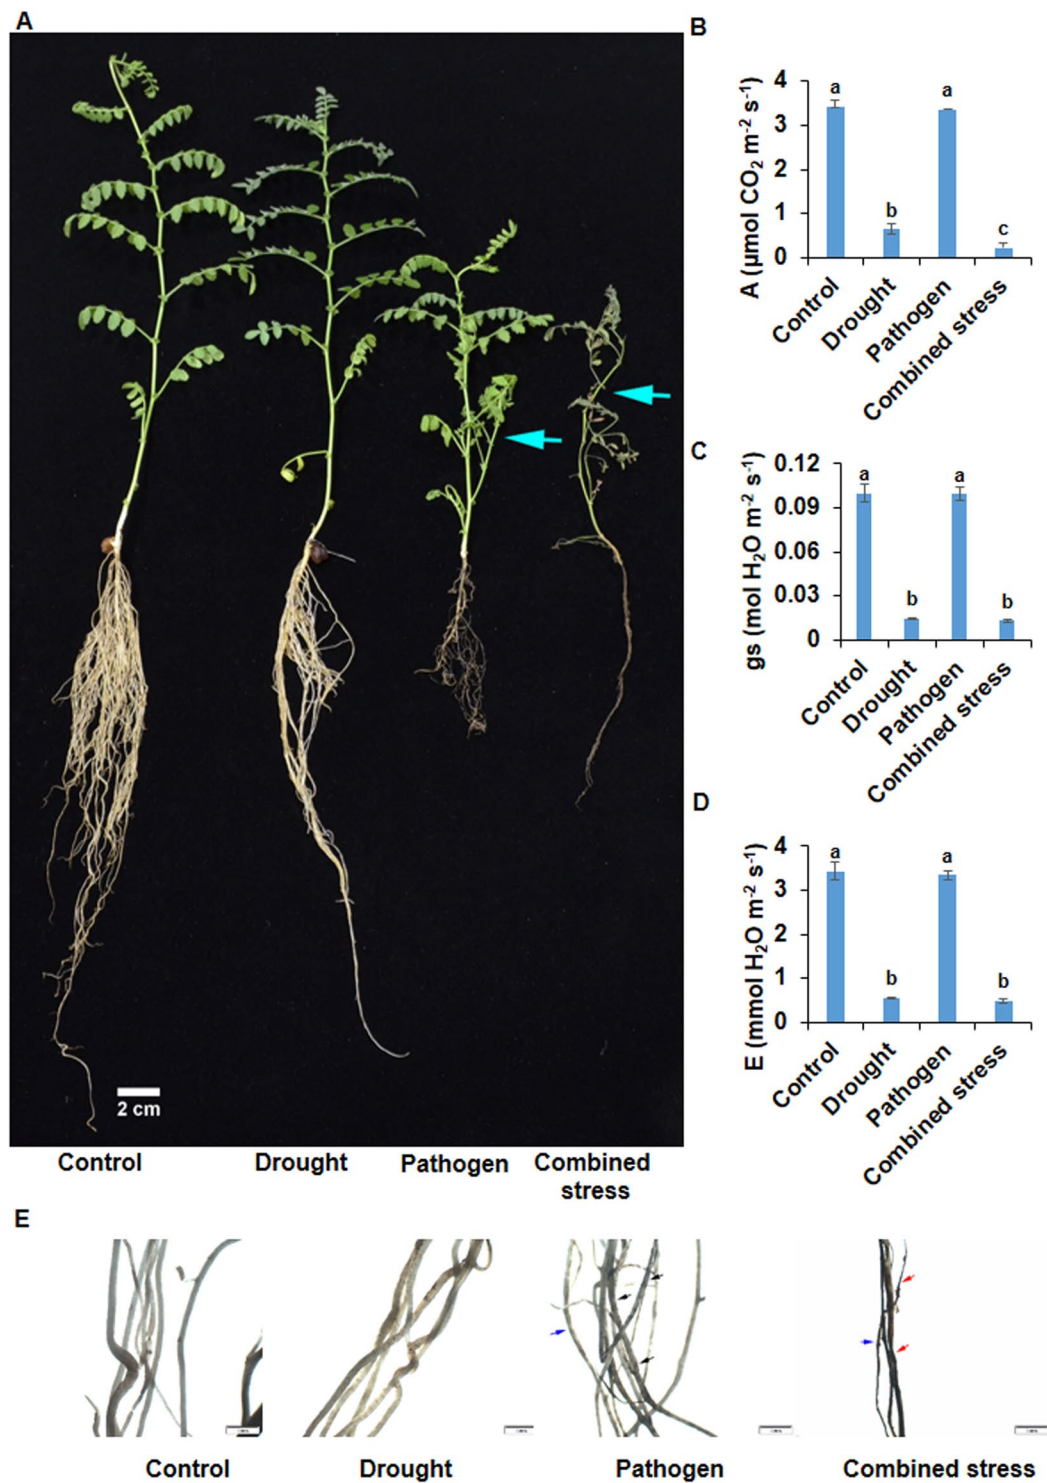 A
2 cm
Control
Drought
Pathogen
Combined
stress
B
A (µmol CO₂ m⁻² s⁻¹)
4
3
2
1
0
a
b
a
c
Control
Drought
Pathogen
Combined stress
C
gs (mol H₂O m⁻² s⁻¹)
0.12
0.09
0.06
0.03
0
a
b
a
b
Control
Drought
Pathogen
Combined stress
D
E (mmol H₂O m⁻² s⁻¹)
4
3
2
1
0
a
b
a
b
Control
Drought
Pathogen
Combined stress
E
Control
Drought
Pathogen
Combined stress